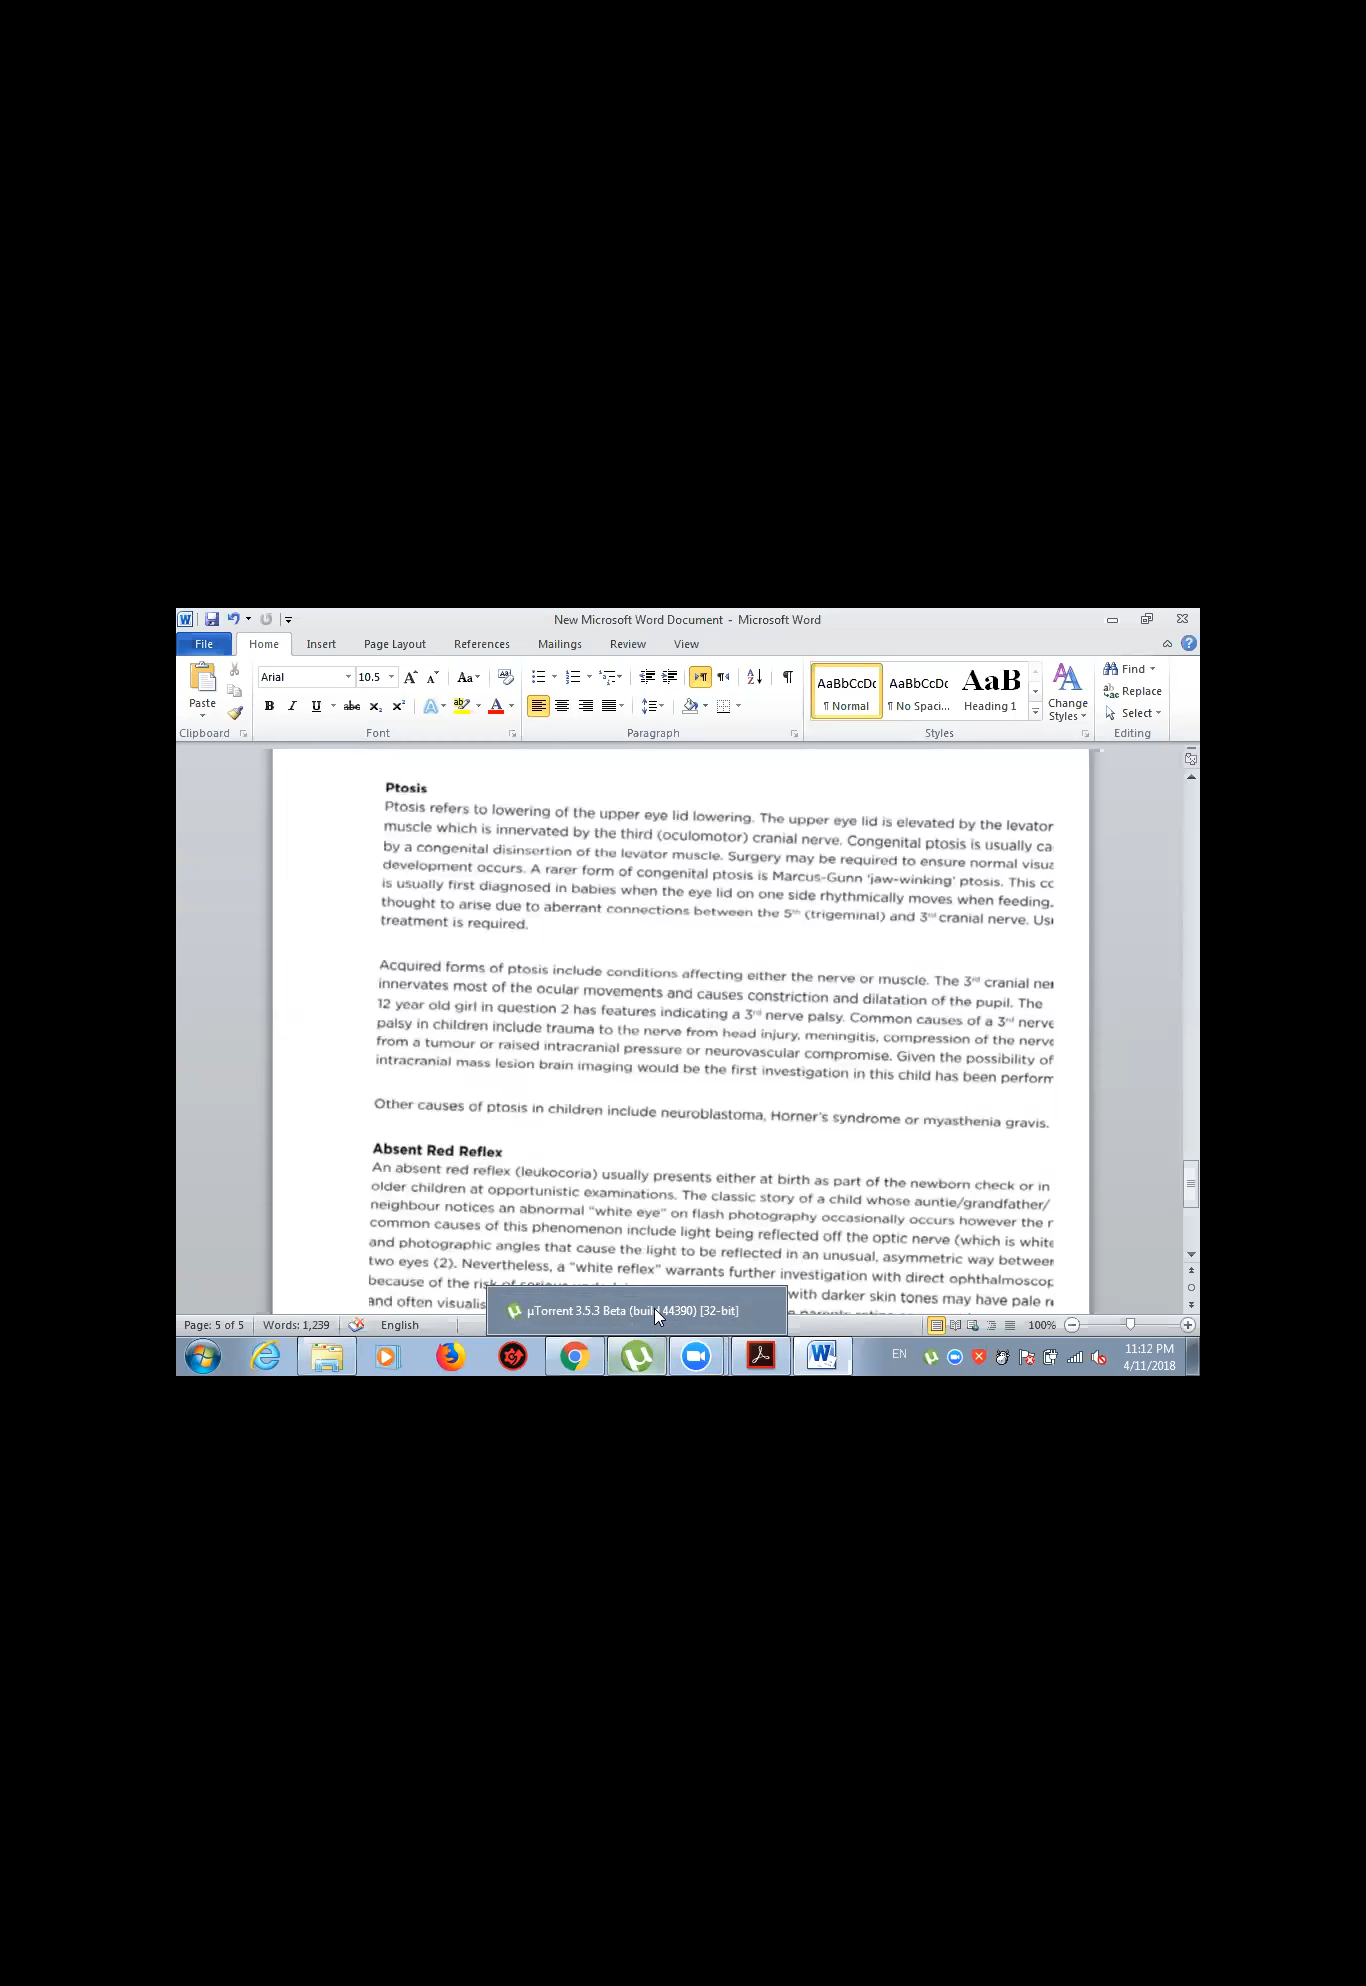 New Microsoft Word Document - Microsoft Word
File Home Insert Page Layout References Mailings Review View
Paste
Clipboard
Arial 10.5
Font
Paragraph
AaBbCcDc AaBbCcDc AaB
¶ Normal ¶ No Spaci... Heading 1
Change Styles
Styles
Find
Replace
Select
Editing
Ptosis
Ptosis refers to lowering of the upper eye lid lowering. The upper eye lid is elevated by the levator
muscle which is innervated by the third (oculomotor) cranial nerve. Congenital ptosis is usually ca
by a congenital disinsertion of the levator muscle. Surgery may be required to ensure normal visua
development occurs. A rarer form of congenital ptosis is Marcus-Gunn 'jaw-winking' ptosis. This co
is usually first diagnosed in babies when the eye lid on one side rhythmically moves when feeding.
thought to arise due to aberrant connections between the 5th (trigeminal) and 3rd cranial nerve. Usu
treatment is required.
Acquired forms of ptosis include conditions affecting either the nerve or muscle. The 3rd cranial ner
innervates most of the ocular movements and causes constriction and dilatation of the pupil. The
12 year old girl in question 2 has features indicating a 3rd nerve palsy. Common causes of a 3rd nerve
palsy in children include trauma to the nerve from head injury, meningitis, compression of the nerve
from a tumour or raised intracranial pressure or neurovascular compromise. Given the possibility of
intracranial mass lesion brain imaging would be the first investigation in this child has been perform
Other causes of ptosis in children include neuroblastoma, Horner's syndrome or myasthenia gravis.
Absent Red Reflex
An absent red reflex (leukocoria) usually presents either at birth as part of the newborn check or in
older children at opportunistic examinations. The classic story of a child whose auntie/grandfather/
neighbour notices an abnormal "white eye" on flash photography occasionally occurs however the
common causes of this phenomenon include light being reflected off the optic nerve (which is white
and photographic angles that cause the light to be reflected in an unusual, asymmetric way between
two eyes (2). Nevertheless, a "white reflex" warrants further investigation with direct ophthalmoscop
because of the risk of serious with darker skin tones may have pale
and often visualis
µTorrent 3.5.3 Beta (build 44390) [32-bit]
Page: 5 of 5 Words: 1,239 English 100%
EN 11:12 PM
4/11/2018